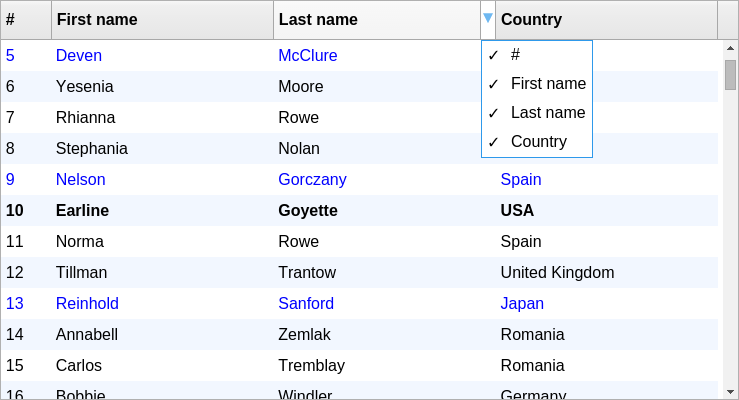 # First name Last name ▼ Country
5 Deven McClure ✓ #
6 Yesenia Moore ✓ First name
7 Rhianna Rowe ✓ Last name
8 Stephania Nolan ✓ Country
9 Nelson Gorczany Spain
10 Earline Goyette USA
11 Norma Rowe Spain
12 Tillman Trantow United Kingdom
13 Reinhold Sanford Japan
14 Annabell Zemlak Romania
15 Carlos Tremblay Romania
16 Bobbie Windler Germany